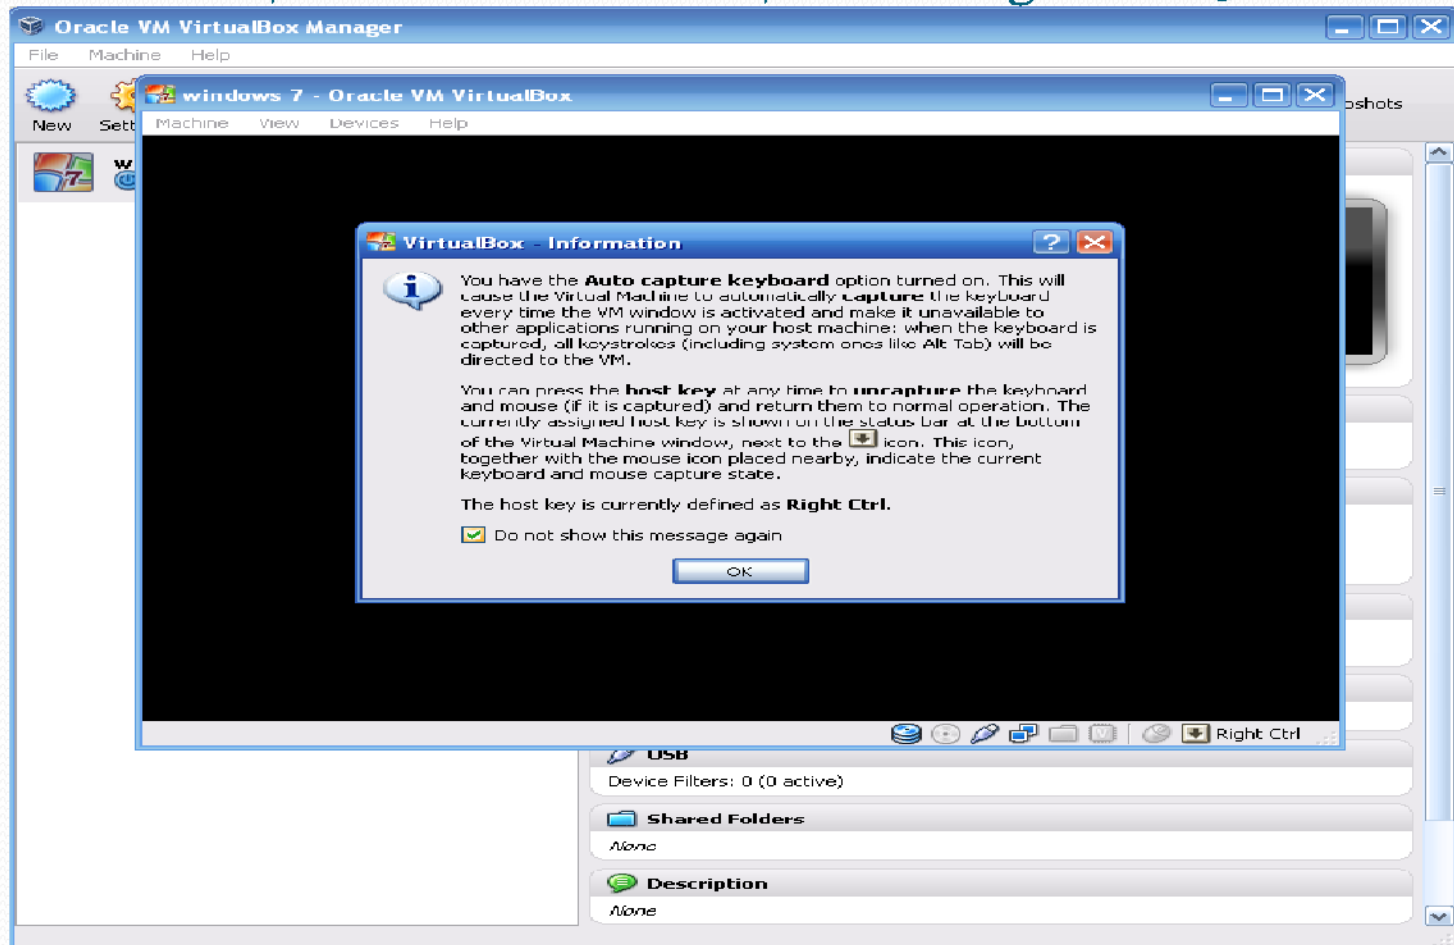 Oracle VM VirtualBox Manager
File Machine Help
windows 7 - Oracle VM VirtualBox
New
Machine View Devices Help
7
VirtualBox - Information
You have the Auto capture keyboard option turned on. This will
cause the Virtual Machine to automatically capture the keyboard
every time the VM window is activated and make it unavailable to
other applications running on your host machine: when the keyboard is
captured, all keystrokes (including system ones like Alt Tab) will be
directed to the VM.
You can press the host key at any time to uncapture the keyboard
and mouse (if it is captured) and return them to normal operation. The
currently assigned host key is shown on the status bar at the bottom
of the Virtual Machine window, next to the icon. This icon,
together with the mouse icon placed nearby, indicate the current
keyboard and mouse capture state.
The host key is currently defined as Right Ctrl.
Do not show this message again
OK
Right Ctrl
USB
Device Filters: 0 (0 active)
Shared Folders
None
Description
None